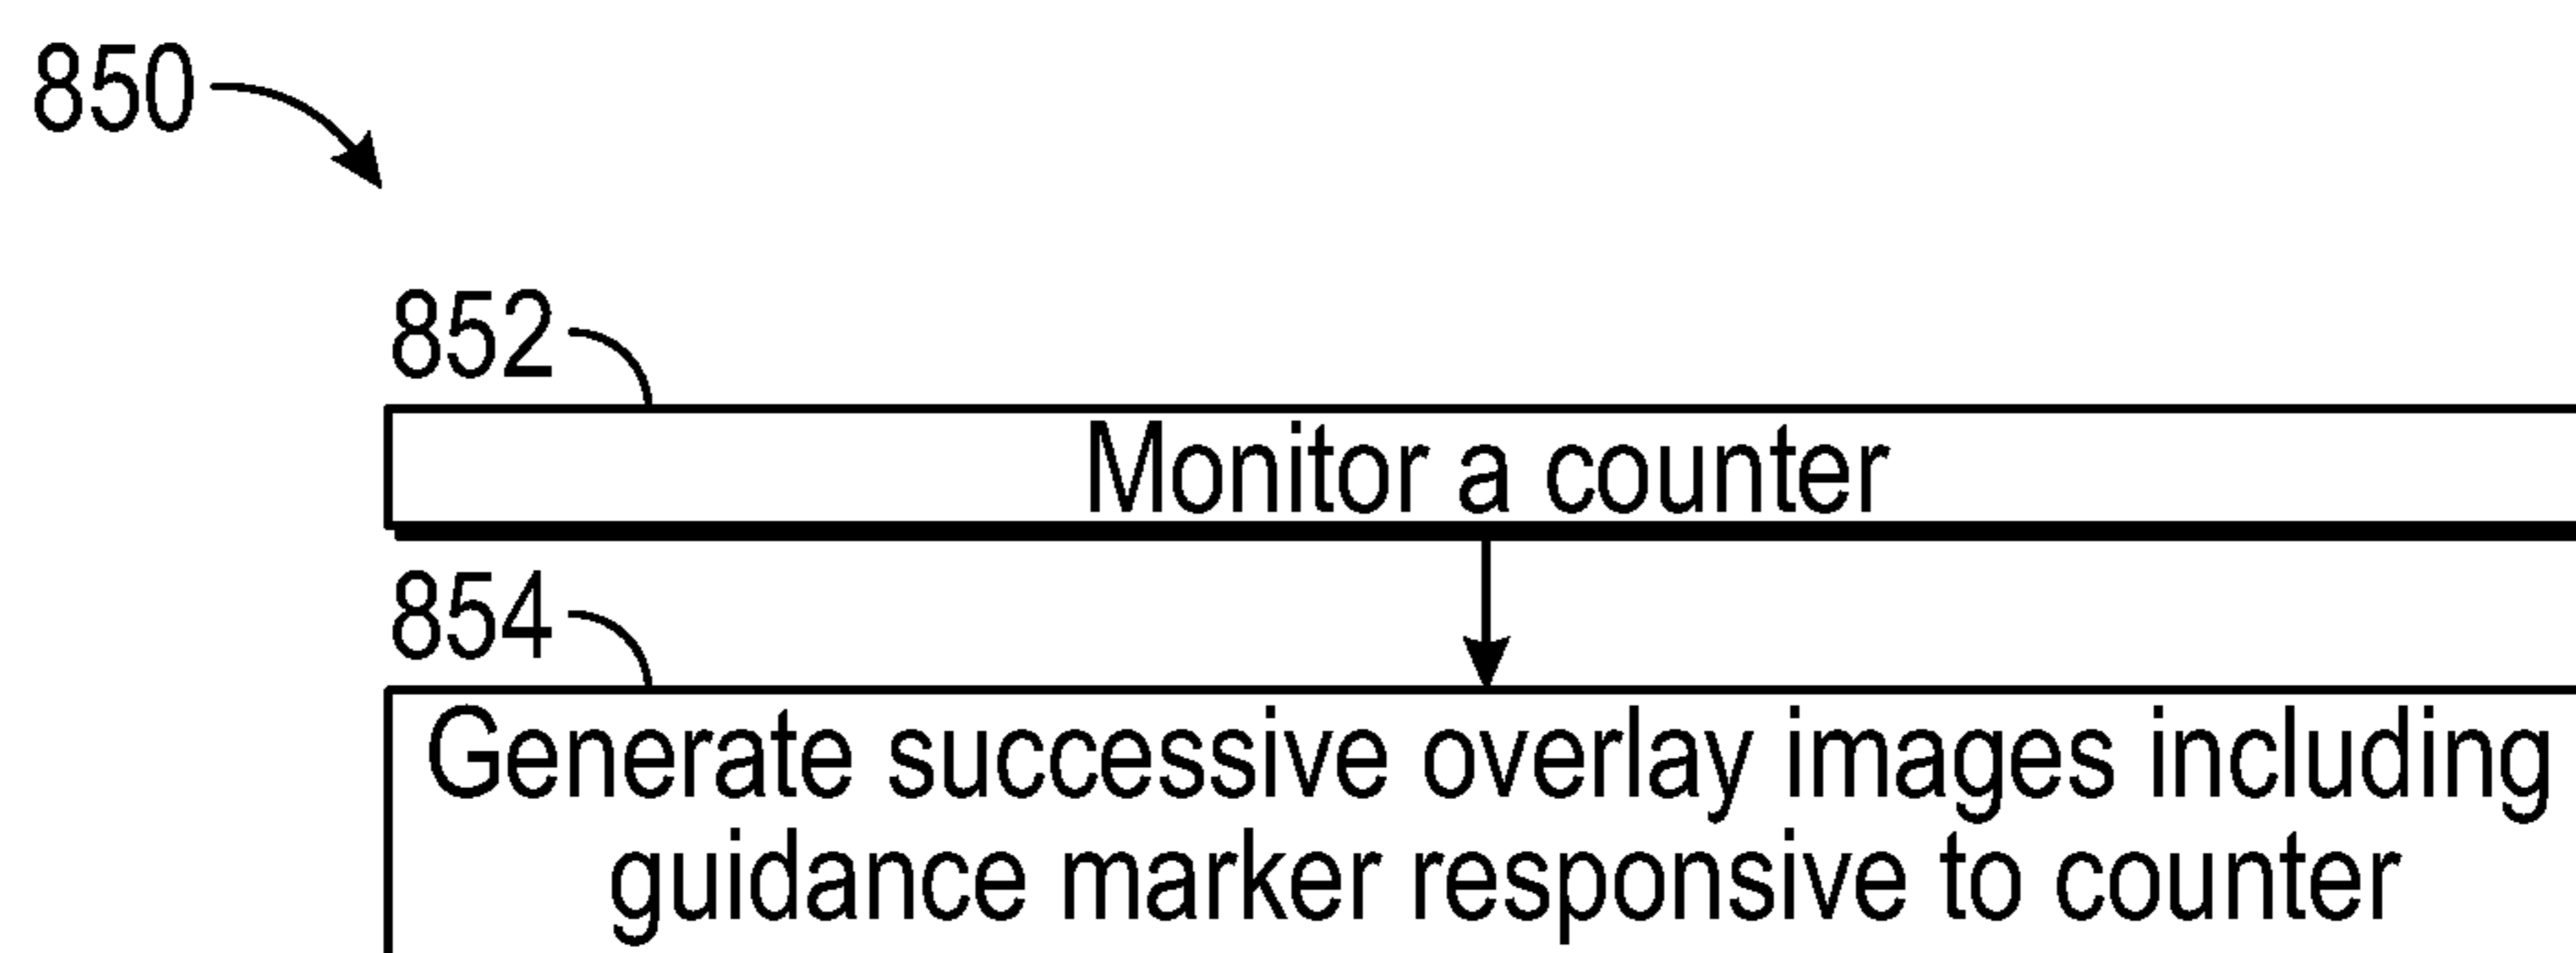 850
852
Monitor a counter
854
Generate successive overlay images including
guidance marker responsive to counter